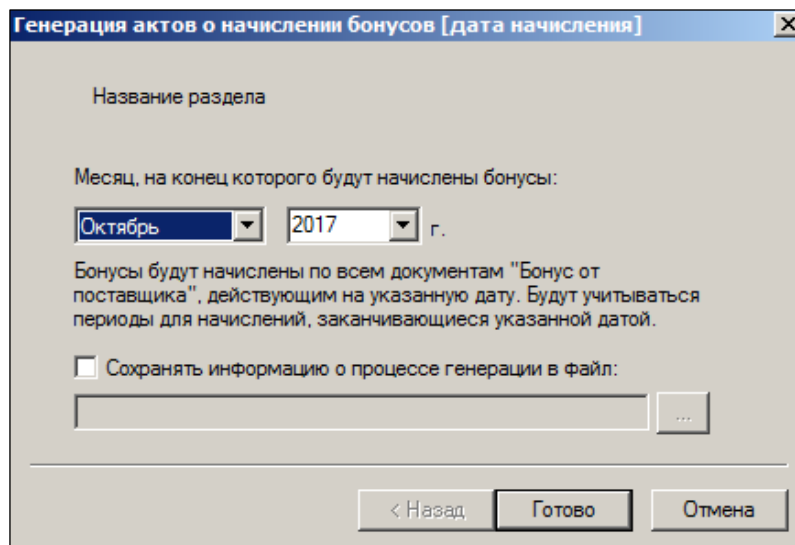 Генерация актов о начислении бонусов [дата начисления]
Название раздела
Месяц, на конец которого будут начислены бонусы:
Октябрь 2017 г.
Бонусы будут начислены по всем документам "Бонус от
поставщика", действующим на указанную дату. Будут учитываться
периоды для начислений, заканчивающиеся указанной датой.
Сохранять информацию о процессе генерации в файл:
...
< Назад Готово Отмена